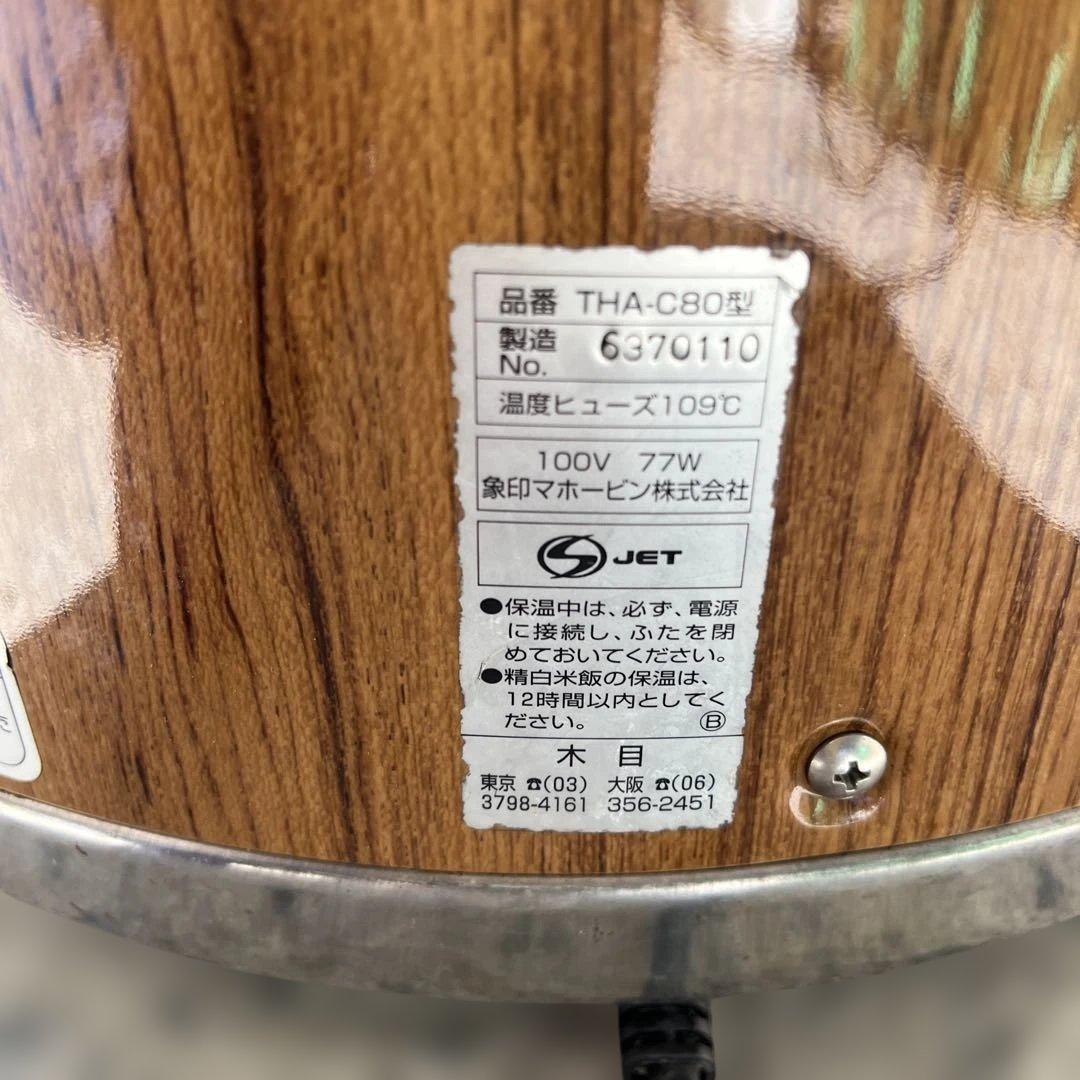 品番 THA-C80型
製造No. 6370110
温度ヒューズ109℃
100V 77W
象印マホービン株式会社
S JET
●保温中は、必ず、電源
に接続し、ふたを閉
めておいてください。
●精白米飯の保温は、
12時間以内としてく
ださい。 Ⓑ
木目
東京 ☎(03) 大阪 ☎(06)
3798-4161 356-2451